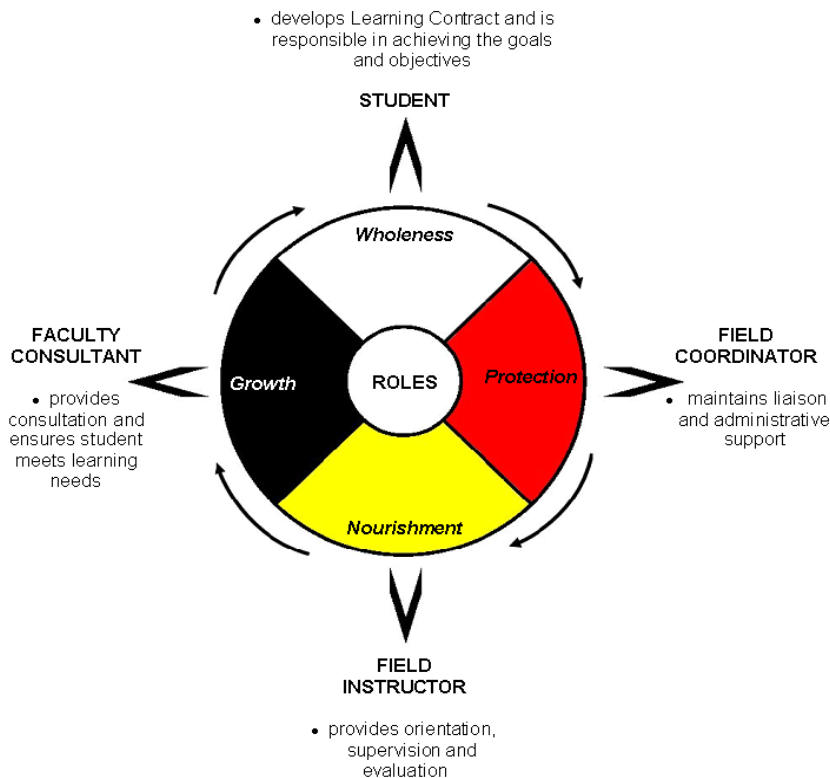 • develops Learning Contract and is
responsible in achieving the goals
and objectives
STUDENT
Wholeness
FACULTY
CONSULTANT
• provides
consultation and
ensures student
meets learning
needs
Growth
ROLES
Protection
FIELD
COORDINATOR
• maintains liaison
and administrative
support
Nourishment
FIELD
INSTRUCTOR
• provides orientation,
supervision and
evaluation